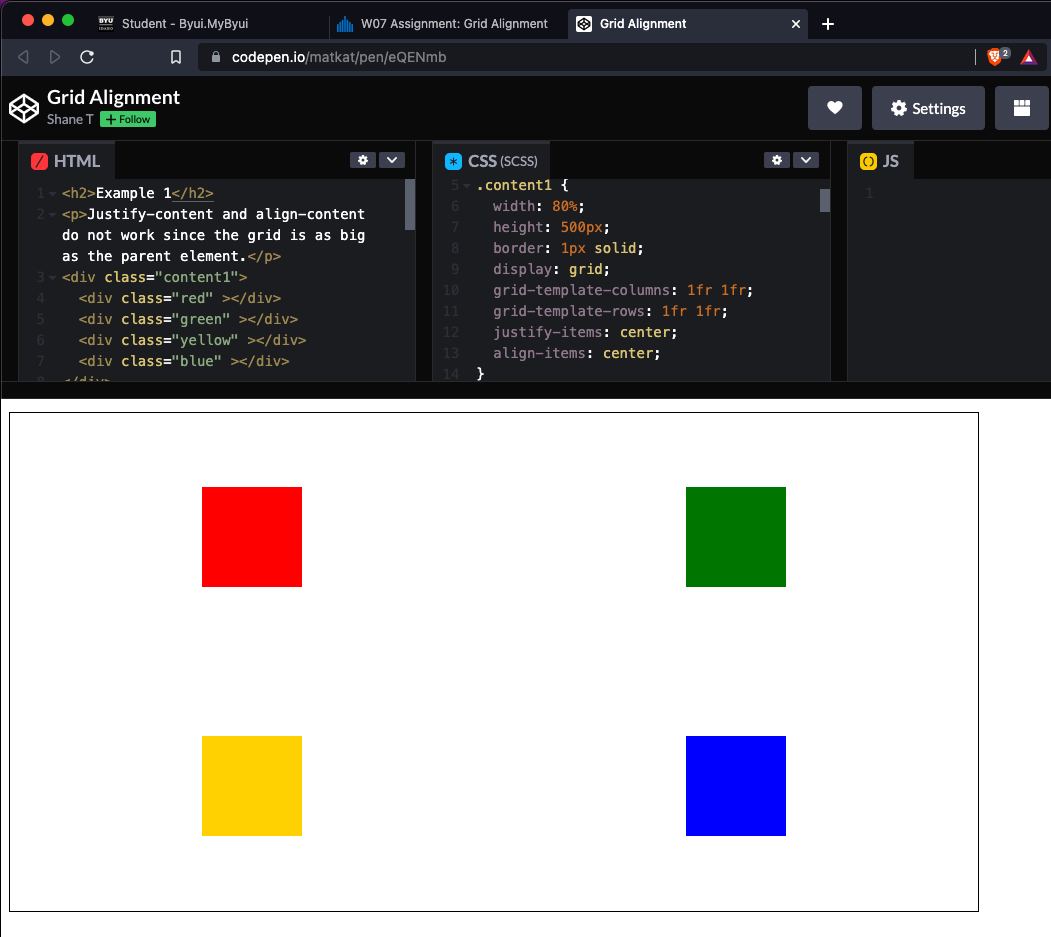 BYU
Student - Byui.MyByui
W07 Assignment: Grid Alignment
Grid Alignment
codepen.io/matkat/pen/eQENmb
2
Grid Alignment
Shane T
+ Follow
Settings
HTML
1 <h2>Example 1</h2>
2 <p>Justify-content and align-content
do not work since the grid is as big
as the parent element.</p>
3 <div class="content1">
4 <div class="red" ></div>
5 <div class="green" ></div>
6 <div class="yellow" ></div>
7 <div class="blue" ></div>
8 </div>
CSS (SCSS)
5 .content1 {
6 width: 80%;
7 height: 500px;
8 border: 1px solid;
9 display: grid;
10 grid-template-columns: 1fr 1fr;
11 grid-template-rows: 1fr 1fr;
12 justify-items: center;
13 align-items: center;
14 }
JS
1